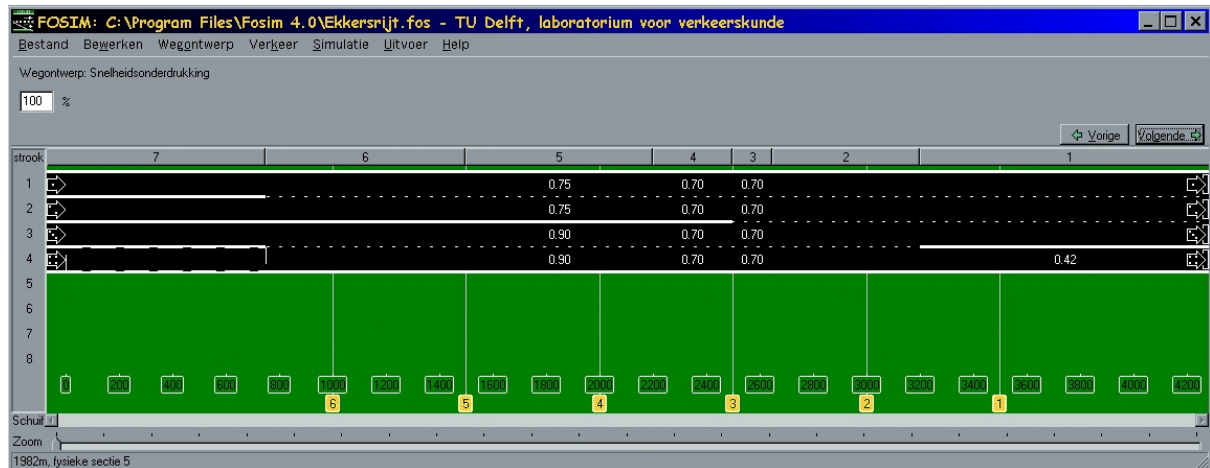 FOSIM: C:\Program Files\Fosim 4.0\Ekkersrijt.fos - TU Delft, laboratorium voor verkeerskunde
Bestand Bewerken Wegontwerp Verkeer Simulatie Uitvoer Help
Wegontwerp: Snelheidsonderdrukking
100 %
Vorige Volgende...
strook 7 6 5 4 3 2 1
1 0.75 0.70 0.70
2 0.75 0.70 0.70
3 0.90 0.70 0.70
4 0.90 0.70 0.70 0.42
5
6
7
8
0 200 400 600 800 1000 1200 1400 1600 1800 2000 2200 2400 2600 2800 3000 3200 3400 3600 3800 4000 4200
6 5 4 3 2 1
Schuif
Zoom
1982m, fysieke sectie 5